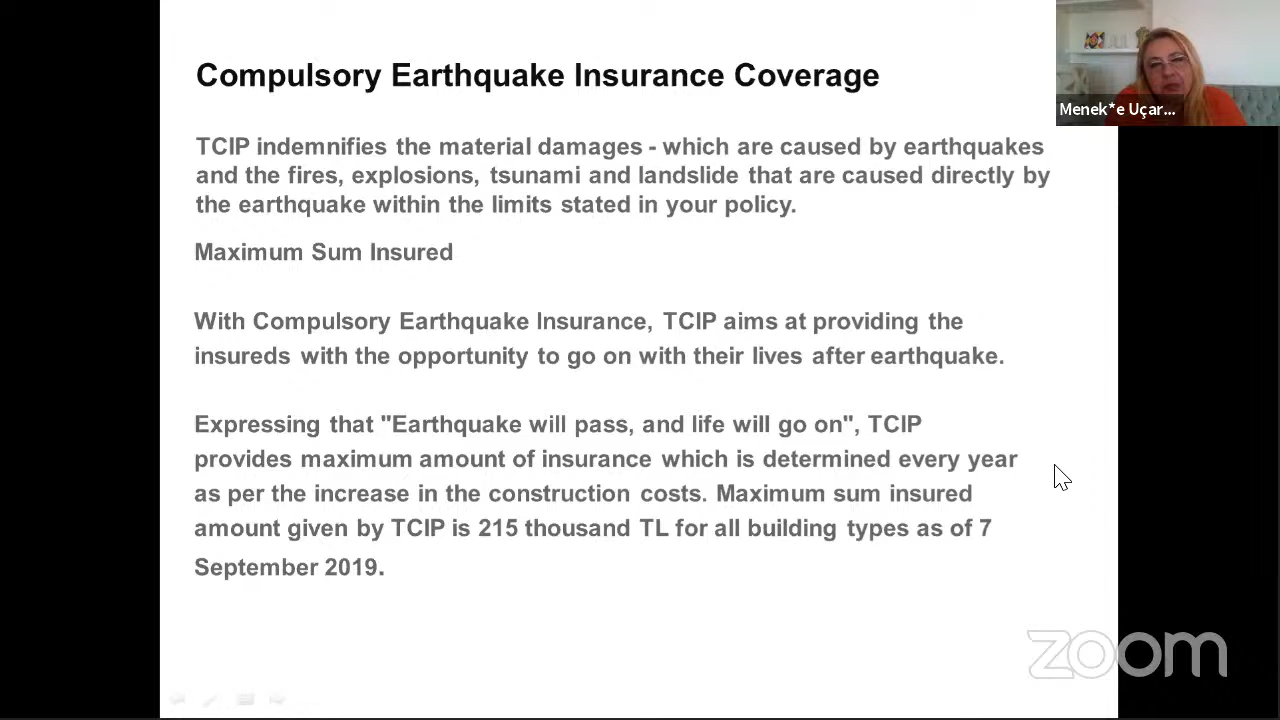 Compulsory Earthquake Insurance Coverage
Menek*e Uçar...
TCIP indemnifies the material damages - which are caused by earthquakes
and the fires, explosions, tsunami and landslide that are caused directly by
the earthquake within the limits stated in your policy.
Maximum Sum Insured
With Compulsory Earthquake Insurance, TCIP aims at providing the
insureds with the opportunity to go on with their lives after earthquake.
Expressing that "Earthquake will pass, and life will go on", TCIP
provides maximum amount of insurance which is determined every year
as per the increase in the construction costs. Maximum sum insured
amount given by TCIP is 215 thousand TL for all building types as of 7
September 2019.
zoom